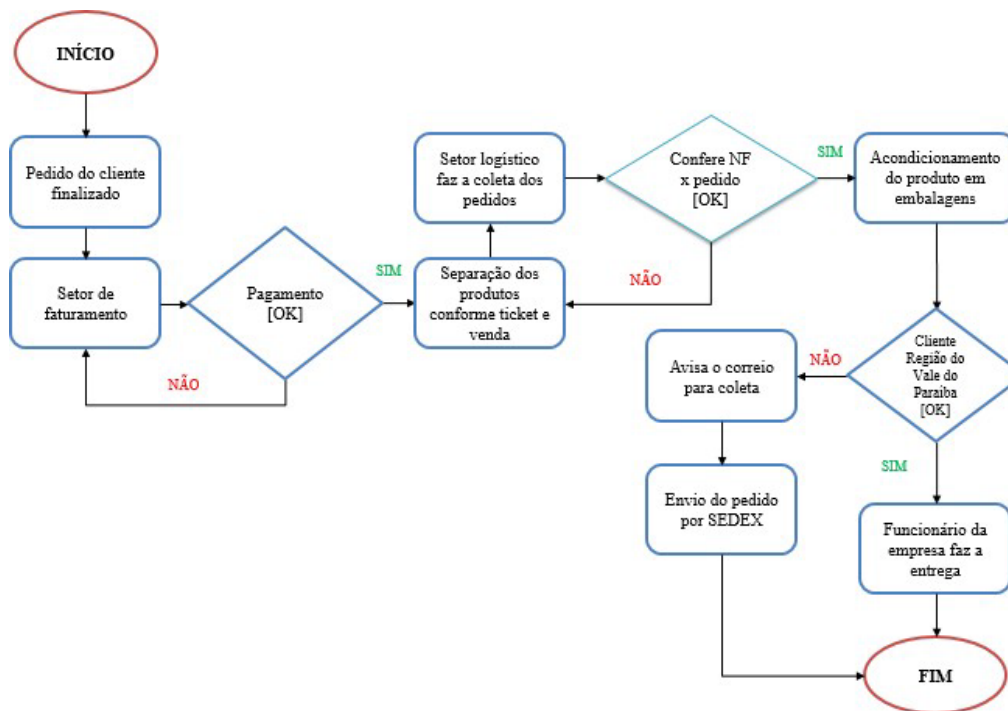 INÍCIO
Pedido do cliente
finalizado
Setor de
faturamento
Pagamento
[OK]
NÃO
SIM
Separação dos
produtos
conforme ticket e
venda
Setor logístico
faz a coleta dos
pedidos
Confere NF
x pedido
[OK]
NÃO
SIM
Acondicionamento
do produto em
embalagens
Cliente
Região do
Vale do
Paraiba
[OK]
NÃO
Avisa o correio
para coleta
Envio do pedido
por SEDEX
SIM
Funcionário da
empresa faz a
entrega
FIM